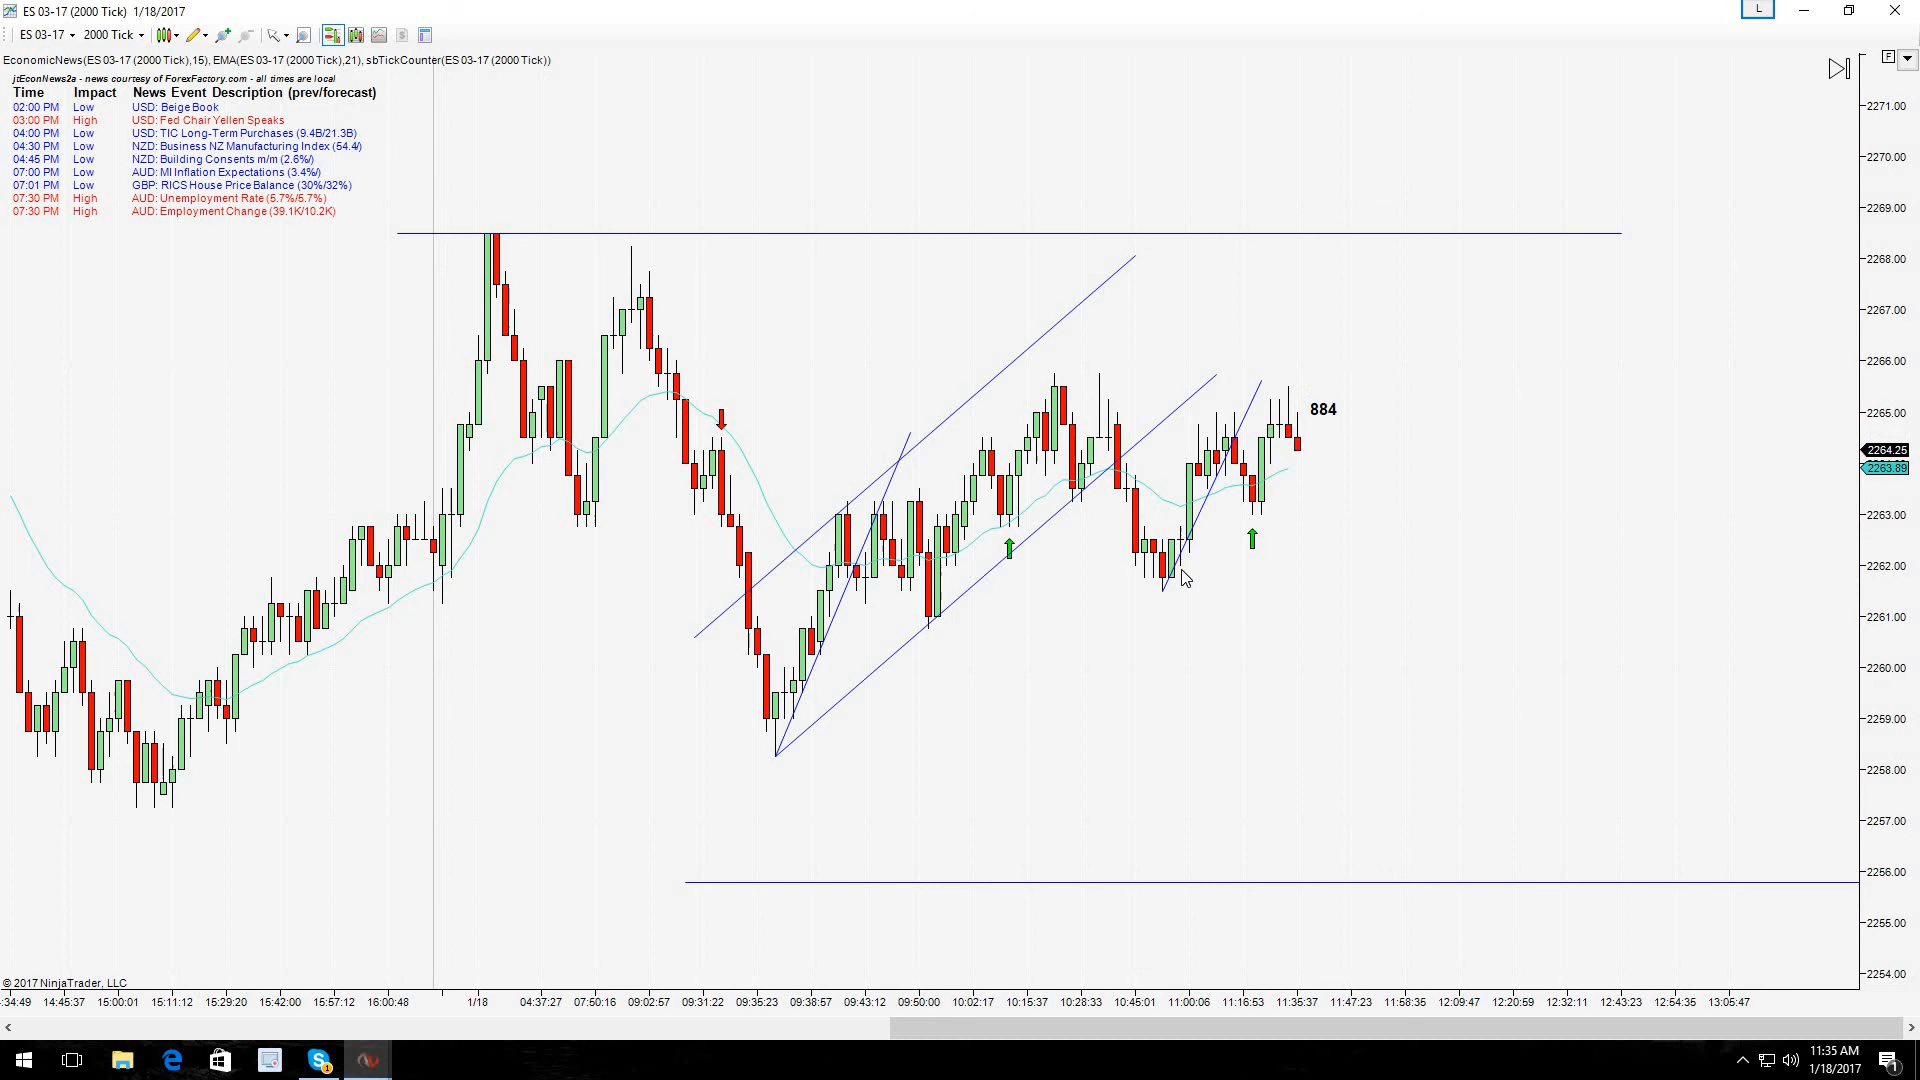 ES 03-17 (2000 Tick) 1/18/2017
L
ES 03-17 2000 Tick
EconomicNews(ES 03-17 (2000 Tick),15), EMA(ES 03-17 (2000 Tick),21), sbTickCounter(ES 03-17 (2000 Tick))
F
jtEconNews2a - news courtesy of ForexFactory.com - all times are local
Time Impact News Event Description (prev/forecast)
02:00 PM Low USD: Beige Book
03:00 PM High USD: Fed Chair Yellen Speaks
04:00 PM Low USD: TIC Long-Term Purchases (9.4B/21.3B)
04:30 PM Low NZD: Business NZ Manufacturing Index (54.4/)
04:45 PM Low NZD: Building Consents m/m (2.6%/)
07:00 PM Low AUD: MI Inflation Expectations (3.4%/)
07:01 PM Low GBP: RICS House Price Balance (30%/32%)
07:30 PM High AUD: Unemployment Rate (5.7%/5.7%)
07:30 PM High AUD: Employment Change (39.1K/10.2K)
2271.00
2270.00
2269.00
2268.00
2267.00
2266.00
2265.00
884
2264.25
2263.89
2263.00
2262.00
2261.00
2260.00
2259.00
2258.00
2257.00
2256.00
2255.00
2254.00
© 2017 NinjaTrader, LLC
:34:49 14:45:37 15:00:01 15:11:12 15:29:20 15:42:00 15:57:12 16:00:48 1/18 04:37:27 07:50:16 09:02:57 09:31:22 09:35:23 09:38:57 09:43:12 09:50:00 10:02:17 10:15:37 10:28:33 10:45:01 11:00:06 11:16:53 11:35:37 11:47:23 11:58:35 12:09:47 12:20:59 12:32:11 12:43:23 12:54:35 13:05:47
11:35 AM
1/18/2017
1
1